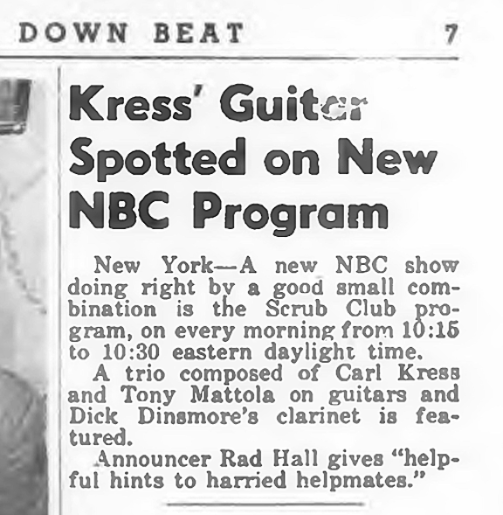 DOWN BEAT 7
Kress' Guitar
Spotted on New
NBC Program
New York—A new NBC show
doing right by a good small com-
bination is the Scrub Club pro-
gram, on every morning from 10:15
to 10:30 eastern daylight time.
A trio composed of Carl Kress
and Tony Mattola on guitars and
Dick Dinsmore's clarinet is fea-
tured.
Announcer Rad Hall gives "help-
ful hints to harried helpmates."